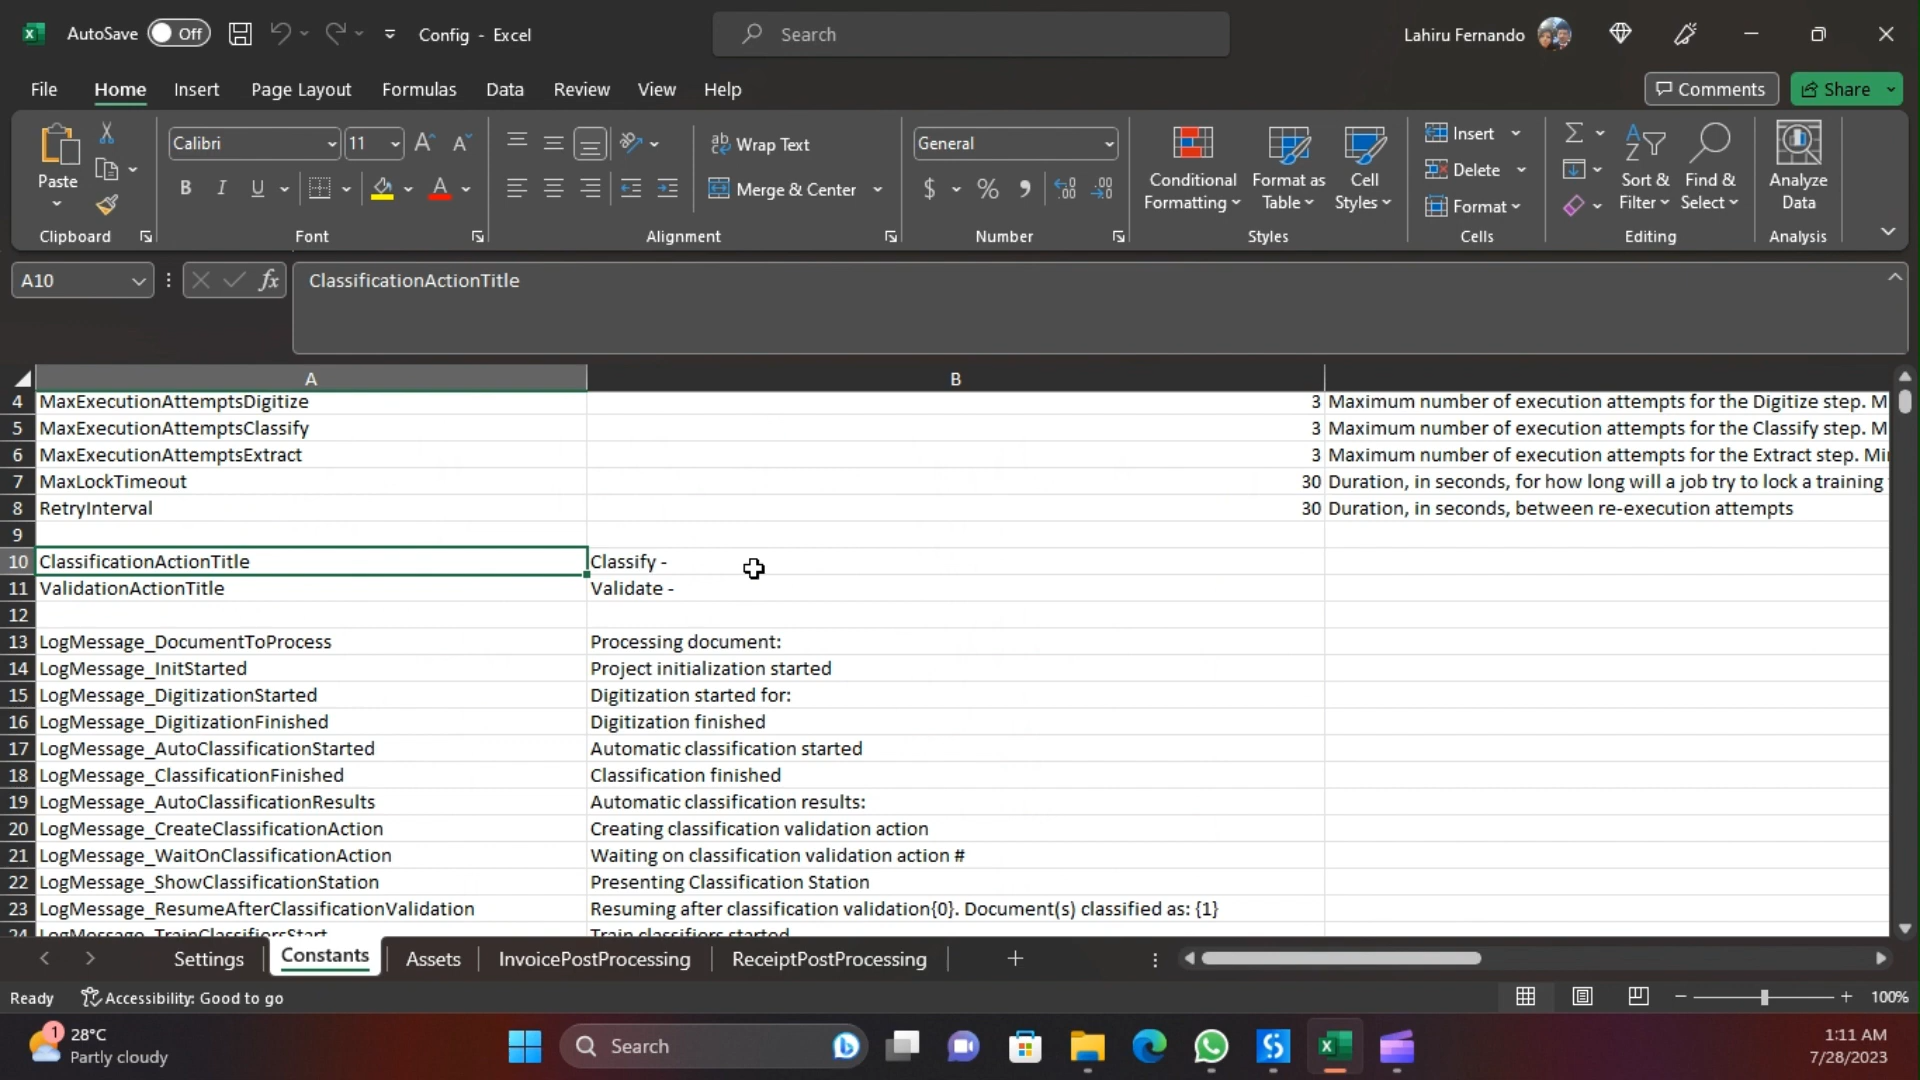 AutoSave Off Config - Excel Search Lahiru Fernando
File Home Insert Page Layout Formulas Data Review View Help Comments Share
Paste
Calibri 11
B I U A
ab Wrap Text
Merge & Center
General
$ % 9
Conditional Formatting
Format as Table
Cell Styles
Insert
Delete
Format
Sort & Filter
Find & Select
Analyze Data
Clipboard Font Alignment Number Styles Cells Editing Analysis
A10 fx ClassificationActionTitle
A B
4 MaxExecutionAttemptsDigitize 3 Maximum number of execution attempts for the Digitize step. M
5 MaxExecutionAttemptsClassify 3 Maximum number of execution attempts for the Classify step. M
6 MaxExecutionAttemptsExtract 3 Maximum number of execution attempts for the Extract step. Mi
7 MaxLockTimeout 30 Duration, in seconds, for how long will a job try to lock a training
8 RetryInterval 30 Duration, in seconds, between re-execution attempts
9
10 ClassificationActionTitle Classify -
11 ValidationActionTitle Validate -
12
13 LogMessage_DocumentToProcess Processing document:
14 LogMessage_InitStarted Project initialization started
15 LogMessage_DigitizationStarted Digitization started for:
16 LogMessage_DigitizationFinished Digitization finished
17 LogMessage_AutoClassificationStarted Automatic classification started
18 LogMessage_ClassificationFinished Classification finished
19 LogMessage_AutoClassificationResults Automatic classification results:
20 LogMessage_CreateClassificationAction Creating classification validation action
21 LogMessage_WaitOnClassificationAction Waiting on classification validation action #
22 LogMessage_ShowClassificationStation Presenting Classification Station
23 LogMessage_ResumeAfterClassificationValidation Resuming after classification validation{0}. Document(s) classified as: {1}
24 LogMessage_TrainClassifiersStart Train classifiers started
Settings Constants Assets InvoicePostProcessing ReceiptPostProcessing
Ready Accessibility: Good to go 100%
1 28°C
Partly cloudy
Search
1:11 AM
7/28/2023